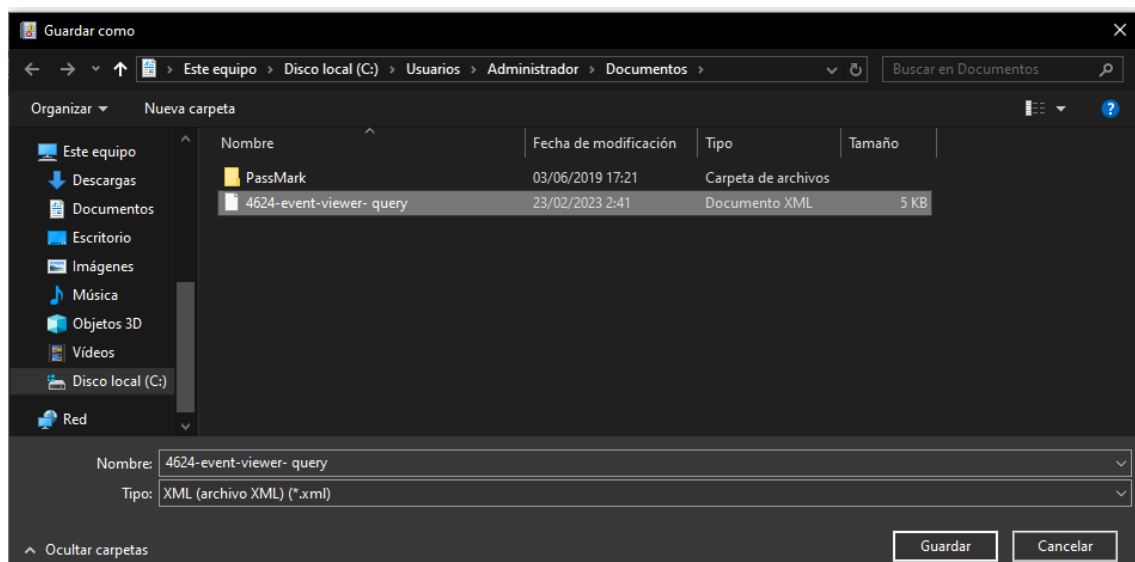 Guardar como
Este equipo > Disco local (C:) > Usuarios > Administrador > Documentos >
Buscar en Documentos
Organizar
Nueva carpeta
Este equipo
Descargas
Documentos
Escritorio
Imágenes
Música
Objetos 3D
Vídeos
Disco local (C:)
Red
Nombre Fecha de modificación Tipo Tamaño
PassMark 03/06/2019 17:21 Carpeta de archivos
4624-event-viewer- query 23/02/2023 2:41 Documento XML 5 KB
Nombre: 4624-event-viewer- query
Tipo: XML (archivo XML) (*.xml)
Ocultar carpetas
Guardar
Cancelar